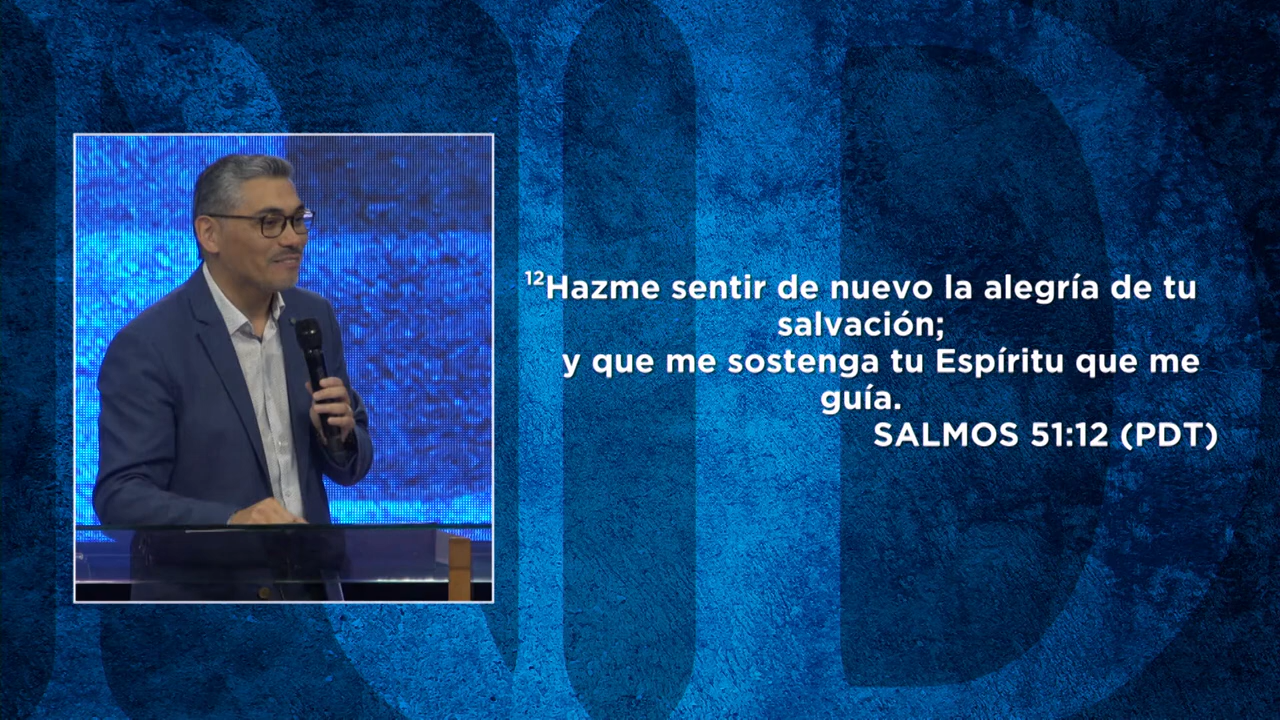 ¹²Hazme sentir de nuevo la alegría de tu
salvación;
y que me sostenga tu Espíritu que me
guía.
SALMOS 51:12 (PDT)